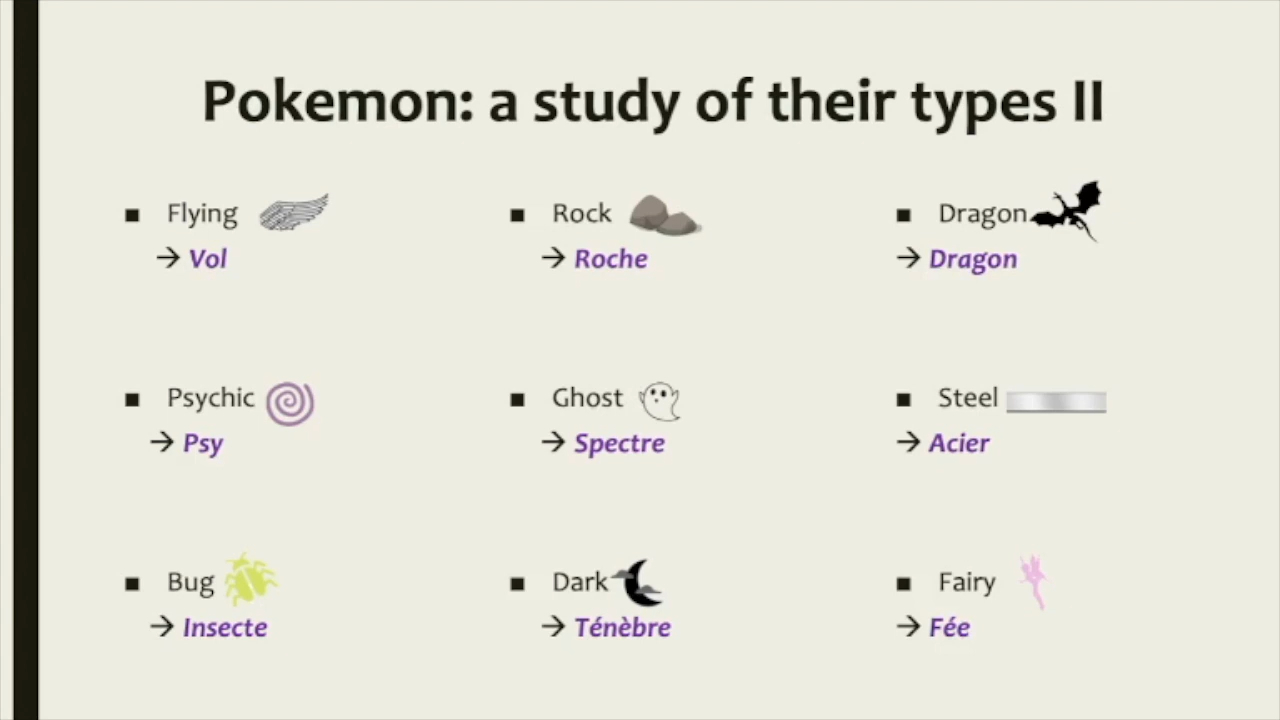 Pokemon: a study of their types II
■ Flying
→ Vol
■ Rock
→ Roche
■ Dragon
→ Dragon
■ Psychic
→ Psy
■ Ghost
→ Spectre
■ Steel
→ Acier
■ Bug
→ Insecte
■ Dark
→ Ténèbre
■ Fairy
→ Fée